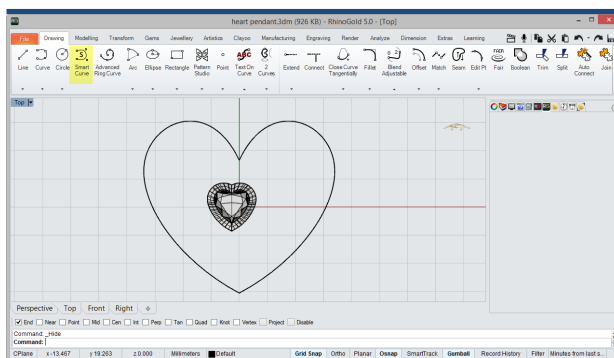 heart pendant.3dm (926 KB) - RhinoGold 5.0 - [Top]
File Drawing Modelling Transform Gems Jewellery Artistics Clayoo Manufacturing Engraving Render Analyze Dimension Extras Learning
Line Curve Circle Smart Curve Advanced Ring Curve Arc Ellipse Rectangle Pattern Studio Point Text On Curve 2 Curves Extend Connect Close Curve Tangentially Fillet Blend Adjustable Offset Match Seam Edit Pt Fair Boolean Trim Split Auto Connect Join
Top
Perspective Top Front Right
End Near Point Mid Cen Int Perp Tan Quad Knot Vertex Project Disable
Command: _Hide
Command:
CPlane x -13.467 y 19.263 z 0.000 Millimeters Default Grid Snap Ortho Planar Osnap SmartTrack Gumball Record History Filter Minutes from last s...